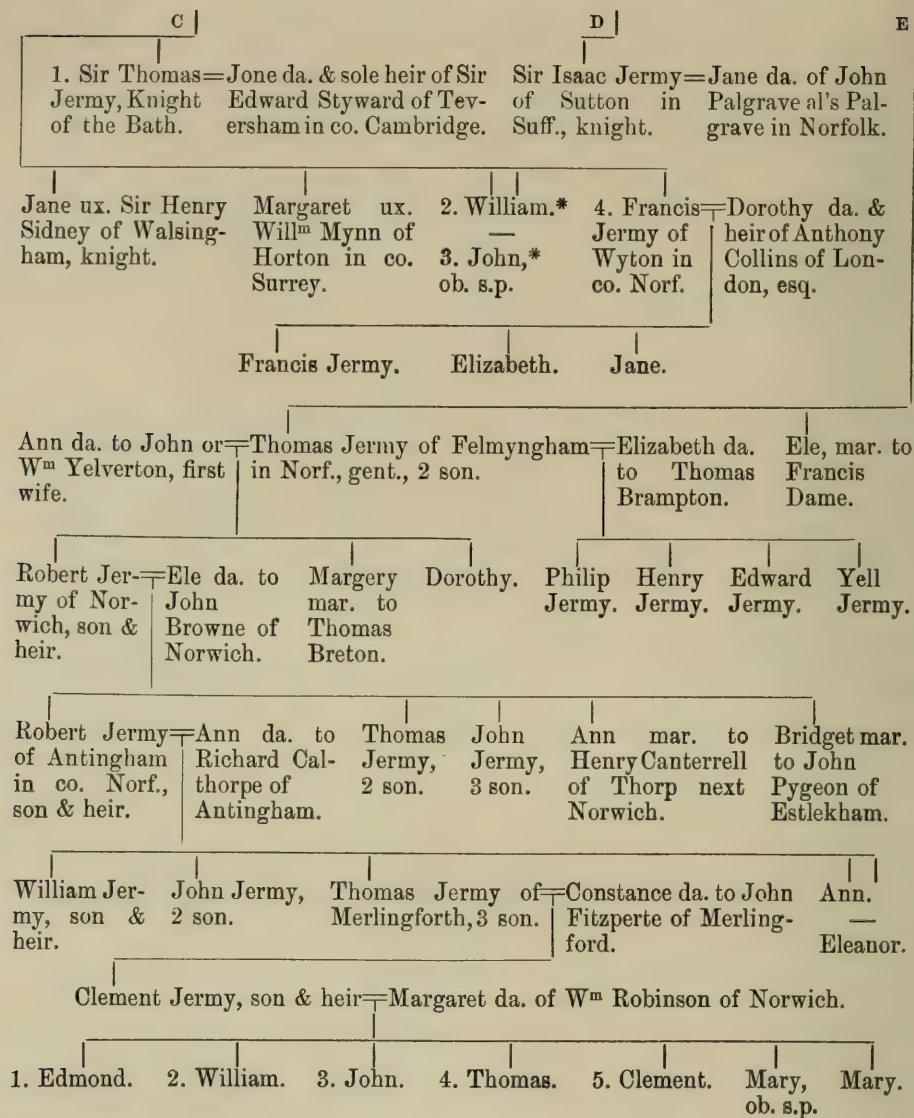 C D E
1. Sir Thomas=Jone da. & sole heir of Sir Sir Isaac Jermy=Jane da. of John
Jermy, Knight Edward Styward of Tev- of Sutton in Palgrave al's Pal-
of the Bath. ersham in co. Cambridge. Suff., knight. grave in Norfolk.
Jane ux. Sir Henry Margaret ux. 2. William.* 4. Francis=Dorothy da. &
Sidney of Walsing- Willᵐ Mynn of — Jermy of heir of Anthony
ham, knight. Horton in co. 3. John,* Wyton in Collins of Lon-
Surrey. ob. s.p. co. Norf. don, esq.
Francis Jermy. Elizabeth. Jane.
Ann da. to John or=Thomas Jermy of Felmyngham=Elizabeth da. Ele, mar. to
Wᵐ Yelverton, first in Norf., gent., 2 son. to Thomas Francis
wife. Brampton. Dame.
Robert Jer-=Ele da. to Margery Dorothy. Philip Henry Edward Yell
my of Nor- John mar. to Jermy. Jermy. Jermy. Jermy.
wich, son & Browne of Thomas
heir. Norwich. Breton.
Robert Jermy=Ann da. to Thomas John Ann mar. to Bridget mar.
of Antingham Richard Cal- Jermy, Jermy, Henry Canterrell to John
in co. Norf., thorpe of 2 son. 3 son. of Thorp next Pygeon of
son & heir. Antingham. Norwich. Estlekham.
William Jer- John Jermy, Thomas Jermy of=Constance da. to John Ann.
my, son & 2 son. Merlingforth, 3 son. Fitzperte of Merling- —
heir. ford. Eleanor.
Clement Jermy, son & heir=Margaret da. of Wᵐ Robinson of Norwich.
1. Edmond. 2. William. 3. John. 4. Thomas. 5. Clement. Mary, Mary.
ob. s.p.